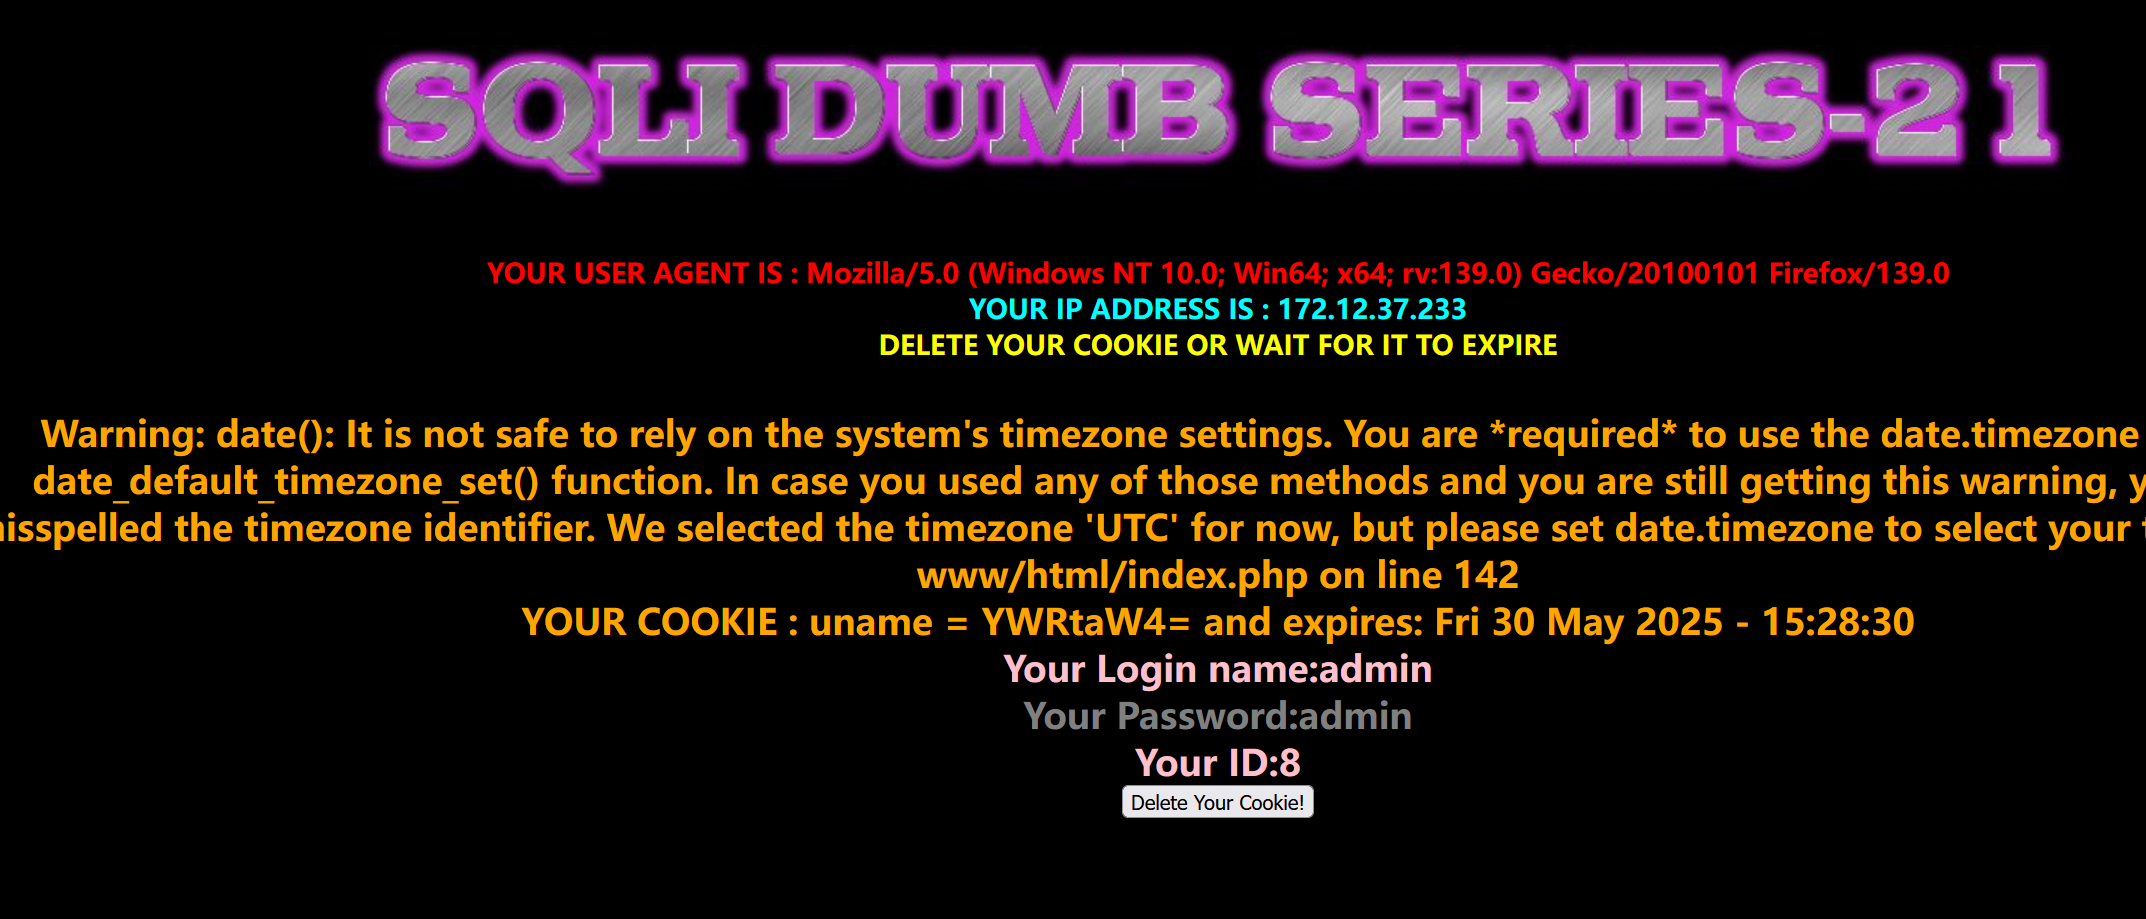 SQLI DUMB SERIES-21
YOUR USER AGENT IS : Mozilla/5.0 (Windows NT 10.0; Win64; x64; rv:139.0) Gecko/20100101 Firefox/139.0
YOUR IP ADDRESS IS : 172.12.37.233
DELETE YOUR COOKIE OR WAIT FOR IT TO EXPIRE
Warning: date(): It is not safe to rely on the system's timezone settings. You are *required* to use the date.timezone
date_default_timezone_set() function. In case you used any of those methods and you are still getting this warning,
the timezone identifier. We selected the timezone 'UTC' for now, but please set date.timezone to select your
www/html/index.php on line 142
YOUR COOKIE : uname = YWRtaW4= and expires: Fri 30 May 2025 - 15:28:30
Your Login name:admin
Your Password:admin
Your ID:8
Delete Your Cookie!